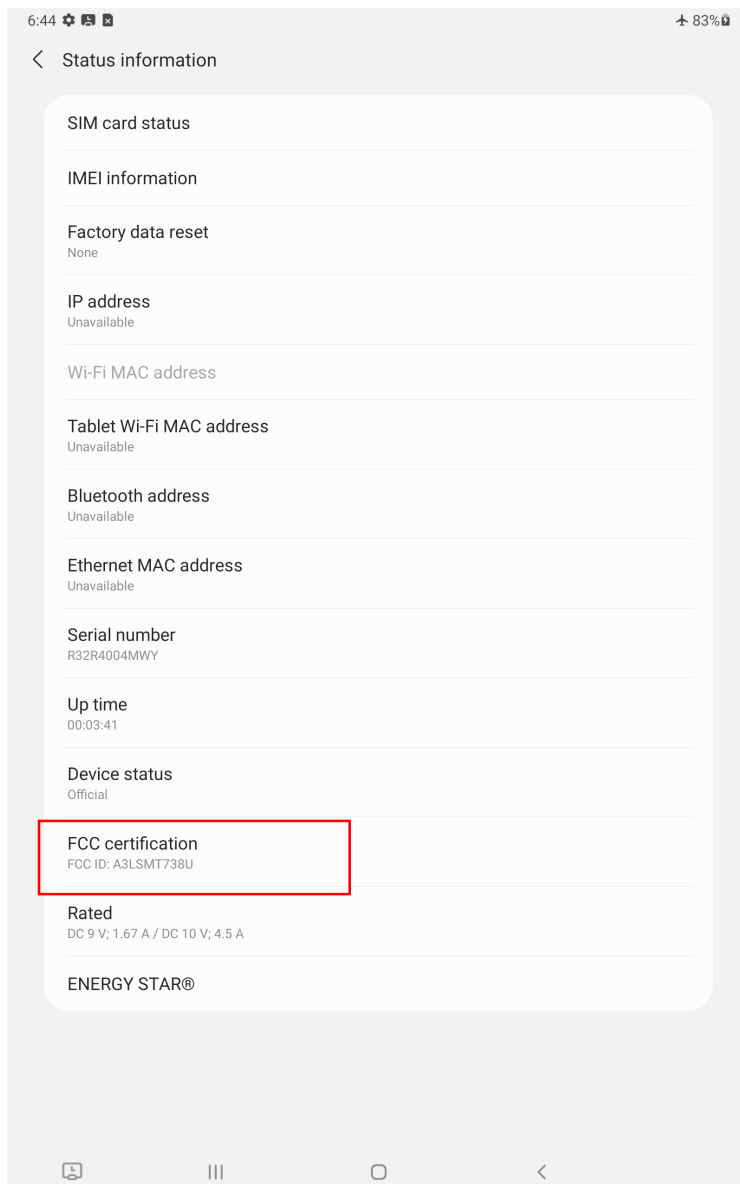 6:44
83%
Status information
SIM card status
IMEI information
Factory data reset
None
IP address
Unavailable
Wi-Fi MAC address
Tablet Wi-Fi MAC address
Unavailable
Bluetooth address
Unavailable
Ethernet MAC address
Unavailable
Serial number
R32R4004MWY
Up time
00:03:41
Device status
Official
FCC certification
FCC ID: A3LSMT738U
Rated
DC 9 V; 1.67 A / DC 10 V; 4.5 A
ENERGY STAR®